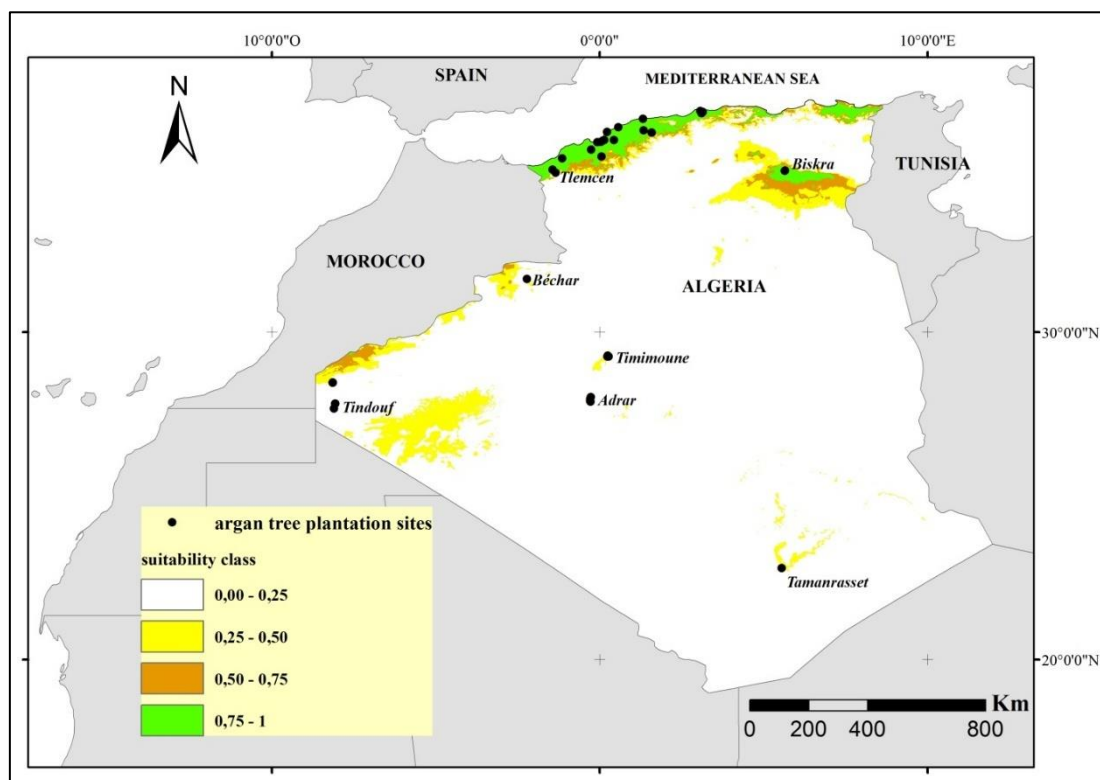 10°0'0"O 0°0'0" 10°0'0"E
SPAIN
MEDITERRANEAN SEA
N
Biskra
TUNISIA
Tlemcen
MOROCCO
Béchar
ALGERIA
30°0'0"N
Timimoune
Adrar
Tindouf
argan tree plantation sites
suitability class
Tamanrasset
0,00 - 0,25
0,25 - 0,50
20°0'0"N
0,50 - 0,75
Km
0,75 - 1
0 200 400 800